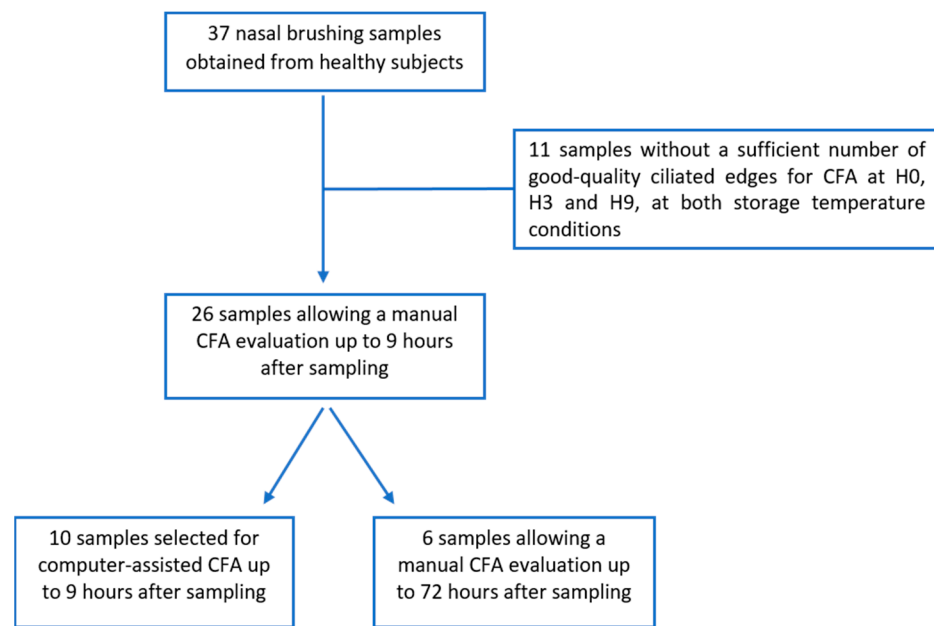 37 nasal brushing samples
obtained from healthy subjects
11 samples without a sufficient number of
good-quality ciliated edges for CFA at H0,
H3 and H9, at both storage temperature
conditions
26 samples allowing a manual
CFA evaluation up to 9 hours
after sampling
10 samples selected for
computer-assisted CFA up
to 9 hours after sampling
6 samples allowing a
manual CFA evaluation up
to 72 hours after sampling